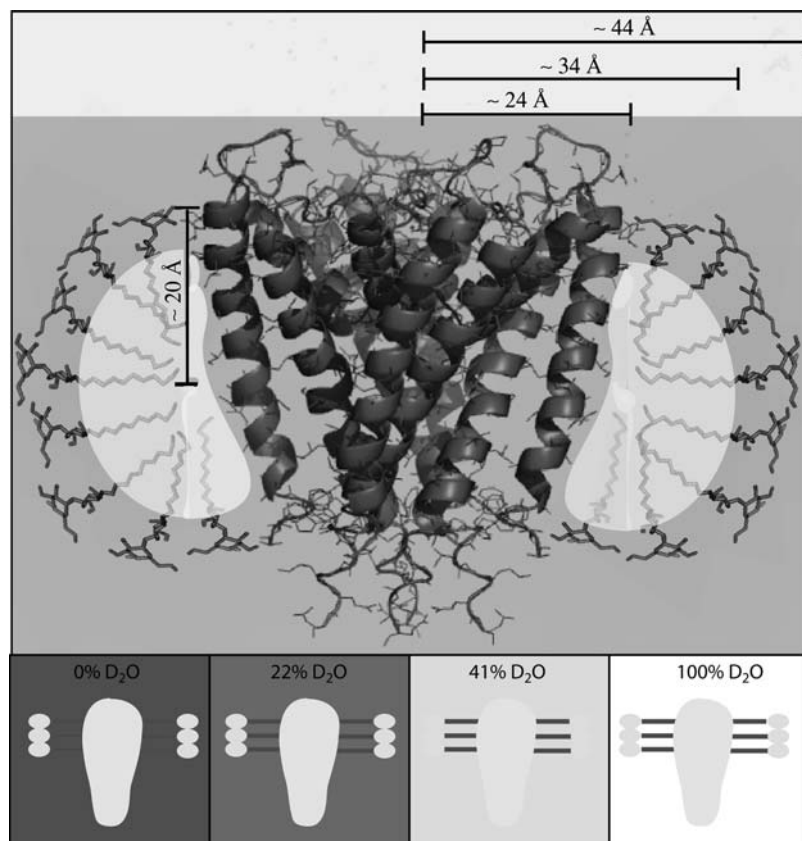 ~ 44 Å
~ 34 Å
~ 24 Å
~ 20 Å
0% D₂O
22% D₂O
41% D₂O
100% D₂O